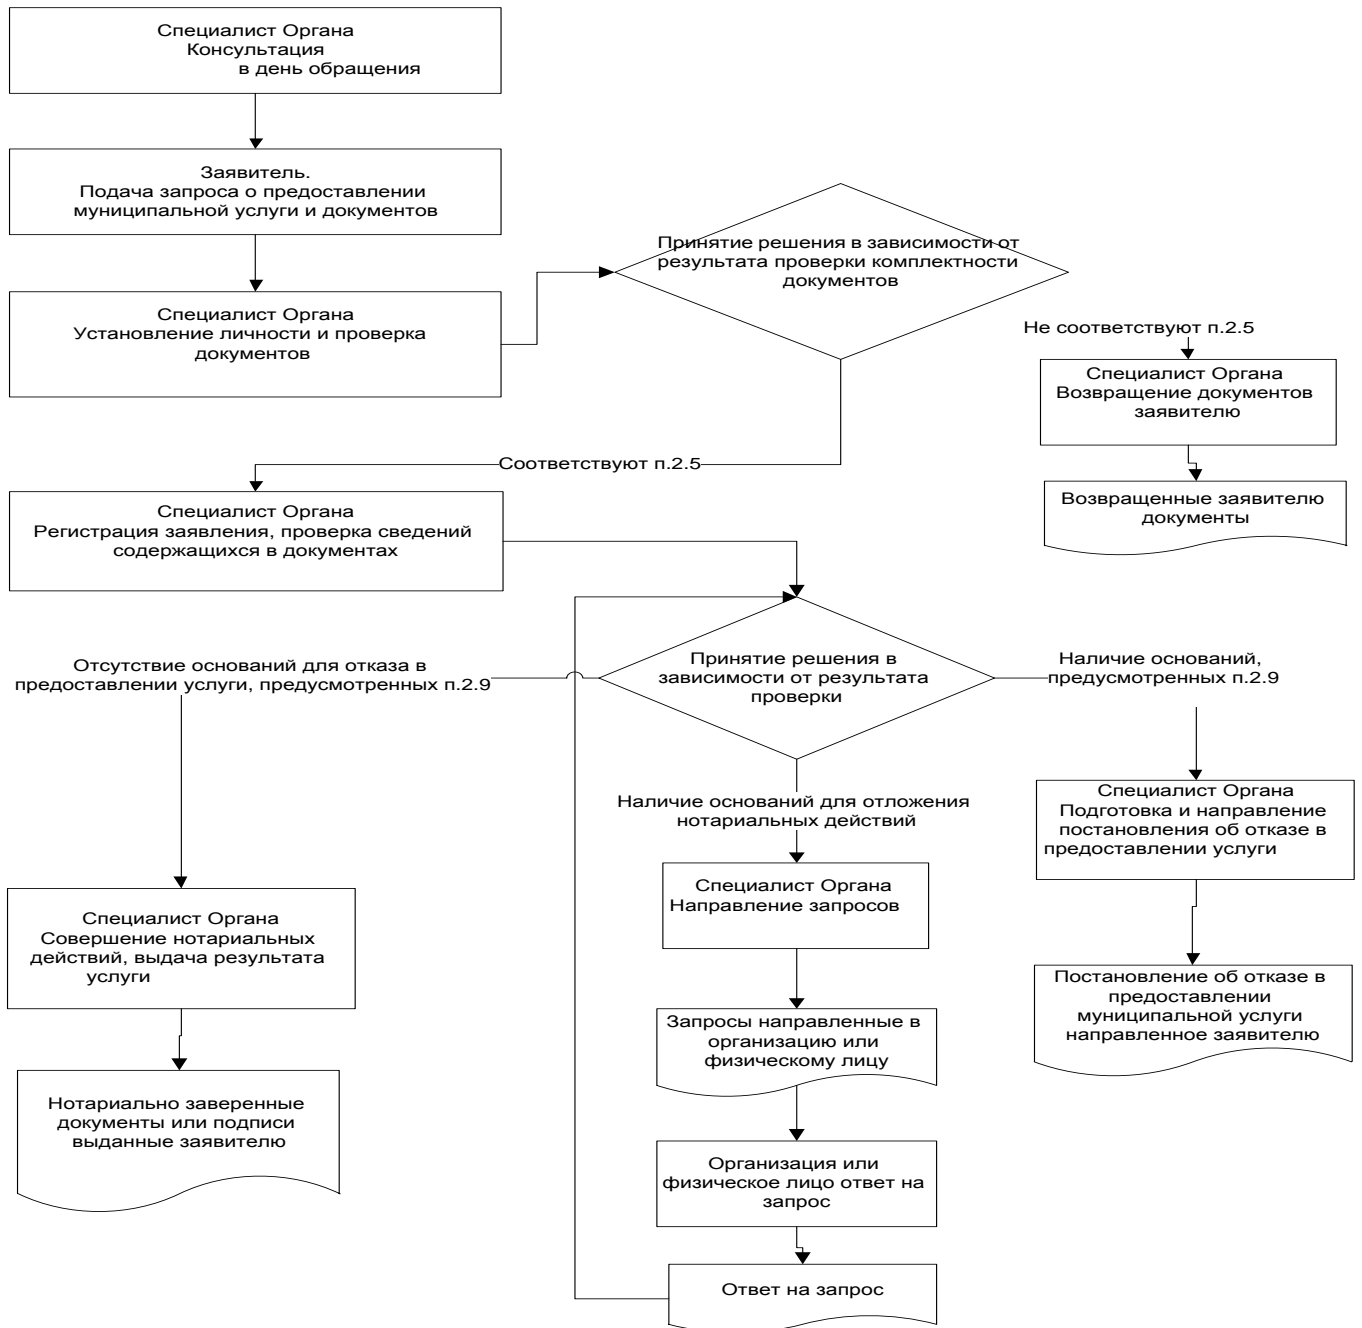 Специалист Органа
Консультация
в день обращения
Заявитель.
Подача запроса о предоставлении
муниципальной услуги и документов
Специалист Органа
Установление личности и проверка
документов
Принятие решения в зависимости от
результата проверки комплектности
документов
Не соответствуют п.2.5
Специалист Органа
Возвращение документов
заявителю
Возвращенные заявителю
документы
Соответствуют п.2.5
Специалист Органа
Регистрация заявления, проверка сведений
содержащихся в документах
Принятие решения в
зависимости от результата
проверки
Отсутствие оснований для отказа в
предоставлении услуги, предусмотренных п.2.9
Наличие оснований,
предусмотренных п.2.9
Наличие оснований для отложения
нотариальных действий
Специалист Органа
Подготовка и направление
постановления об отказе в
предоставлении услуги
Специалист Органа
Направление запросов
Специалист Органа
Совершение нотариальных
действий, выдача результата
услуги
Постановление об отказе в
предоставлении
муниципальной услуги
направленное заявителю
Запросы направленные в
организацию или
физическому лицу
Нотариально заверенные
документы или подписи
выданные заявителю
Организация или
физическое лицо ответ на
запрос
Ответ на запрос